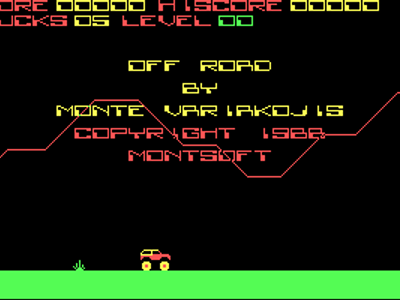 ORE 00000 HISCORE 00000
UCKS 05 LEVEL 00
OFF ROAD
BY
MONTE VARIAKOJIS
COPYRIGHT 1988
MONTSOFT